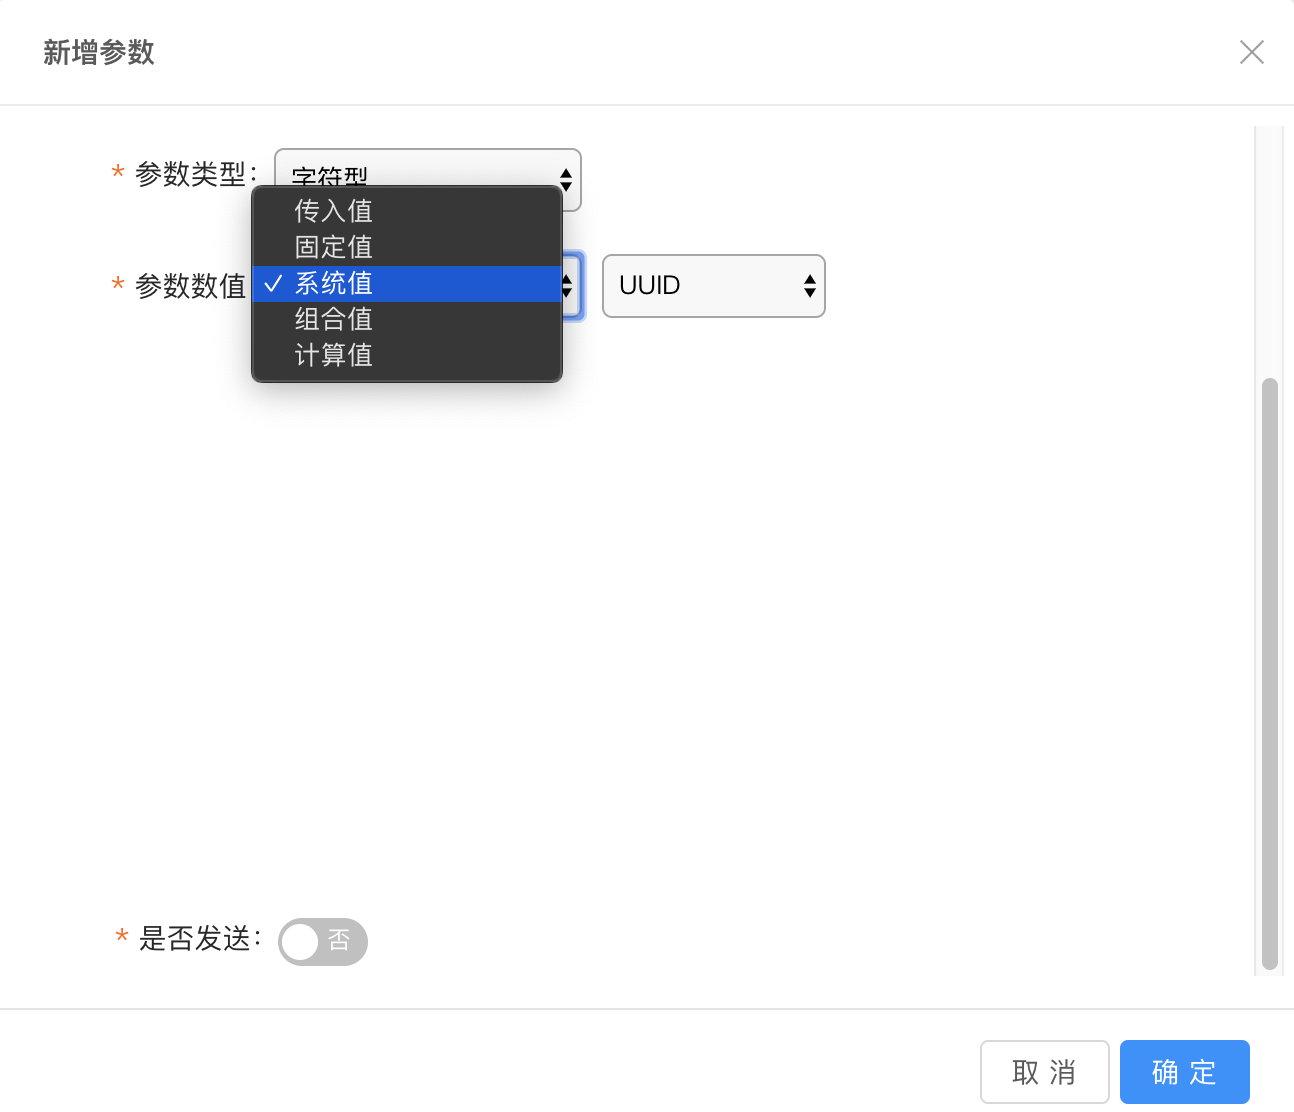 新增参数
* 参数类型： 字符型
传入值
固定值
* 参数数值 ✓ 系统值 UUID
组合值
计算值
* 是否发送： 否
取 消 确 定